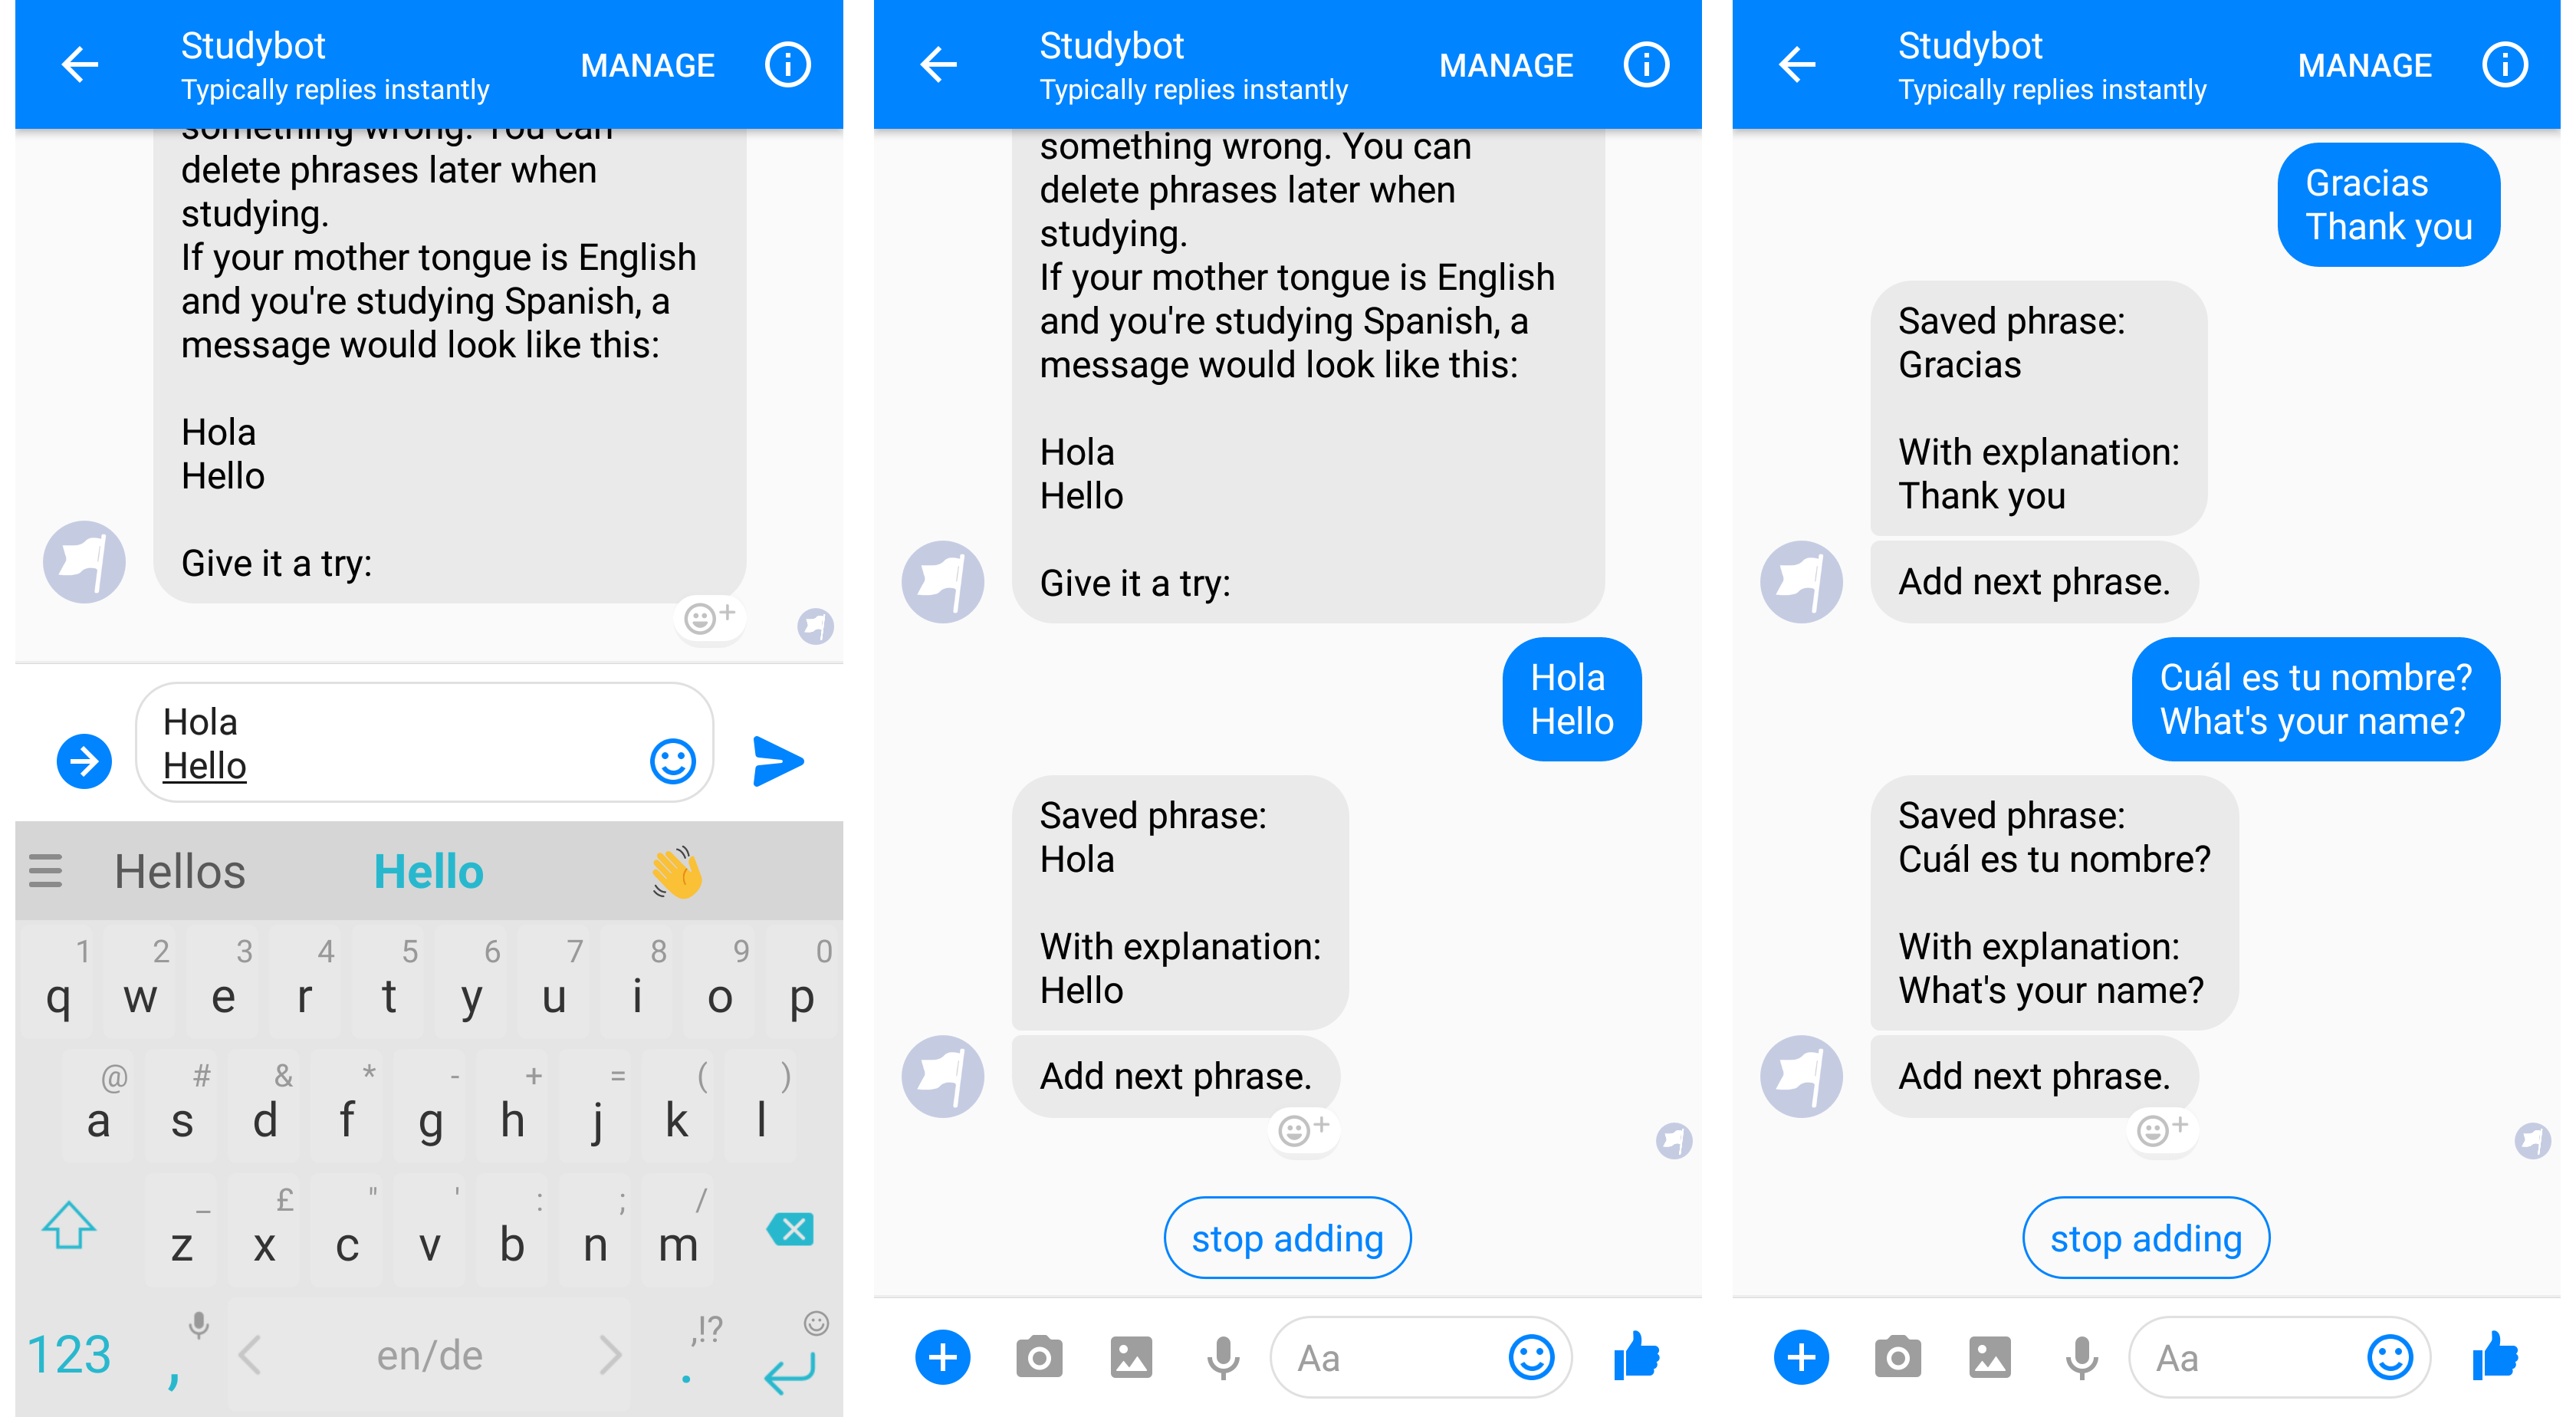 Studybot
Typically replies instantly
MANAGE
something wrong. You can
delete phrases later when
studying.
If your mother tongue is English
and you're studying Spanish, a
message would look like this:
Hola
Hello
Give it a try:
Hola
Hello
Hellos Hello
1 2 3 4 5 6 7 8 9 0
q w e r t y u i o p
@ # & * - + = ( )
a s d f g h j k l
_ £ " ' : ; /
z x c v b n m
,!?
123 , en/de .
Studybot
Typically replies instantly
MANAGE
something wrong. You can
delete phrases later when
studying.
If your mother tongue is English
and you're studying Spanish, a
message would look like this:
Hola
Hello
Give it a try:
Hola
Hello
Saved phrase:
Hola
With explanation:
Hello
Add next phrase.
stop adding
Aa
Studybot
Typically replies instantly
MANAGE
Gracias
Thank you
Saved phrase:
Gracias
With explanation:
Thank you
Add next phrase.
Cuál es tu nombre?
What's your name?
Saved phrase:
Cuál es tu nombre?
With explanation:
What's your name?
Add next phrase.
stop adding
Aa